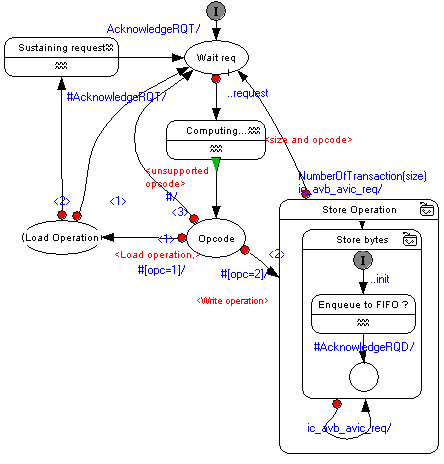 I
AcknowledgeRQT/
Sustaining request
Wait req
#AcknowledgeRQT/
..request
Computing...
<size and opcode>
<unsupported
opcode>
#/
NumberOfTransaction(size)
ic_avb_avic_req/
<2>
<1>
<3>
Store Operation
(Load Operation
<1>
Opcode
Store bytes
<Load operation,>
<2>
I
#[opc=1]/
#[opc=2]/
..init
<Write operation>
Enqueue to FIFO ?
#AcknowledgeRQD/
ic_avb_avic_req/